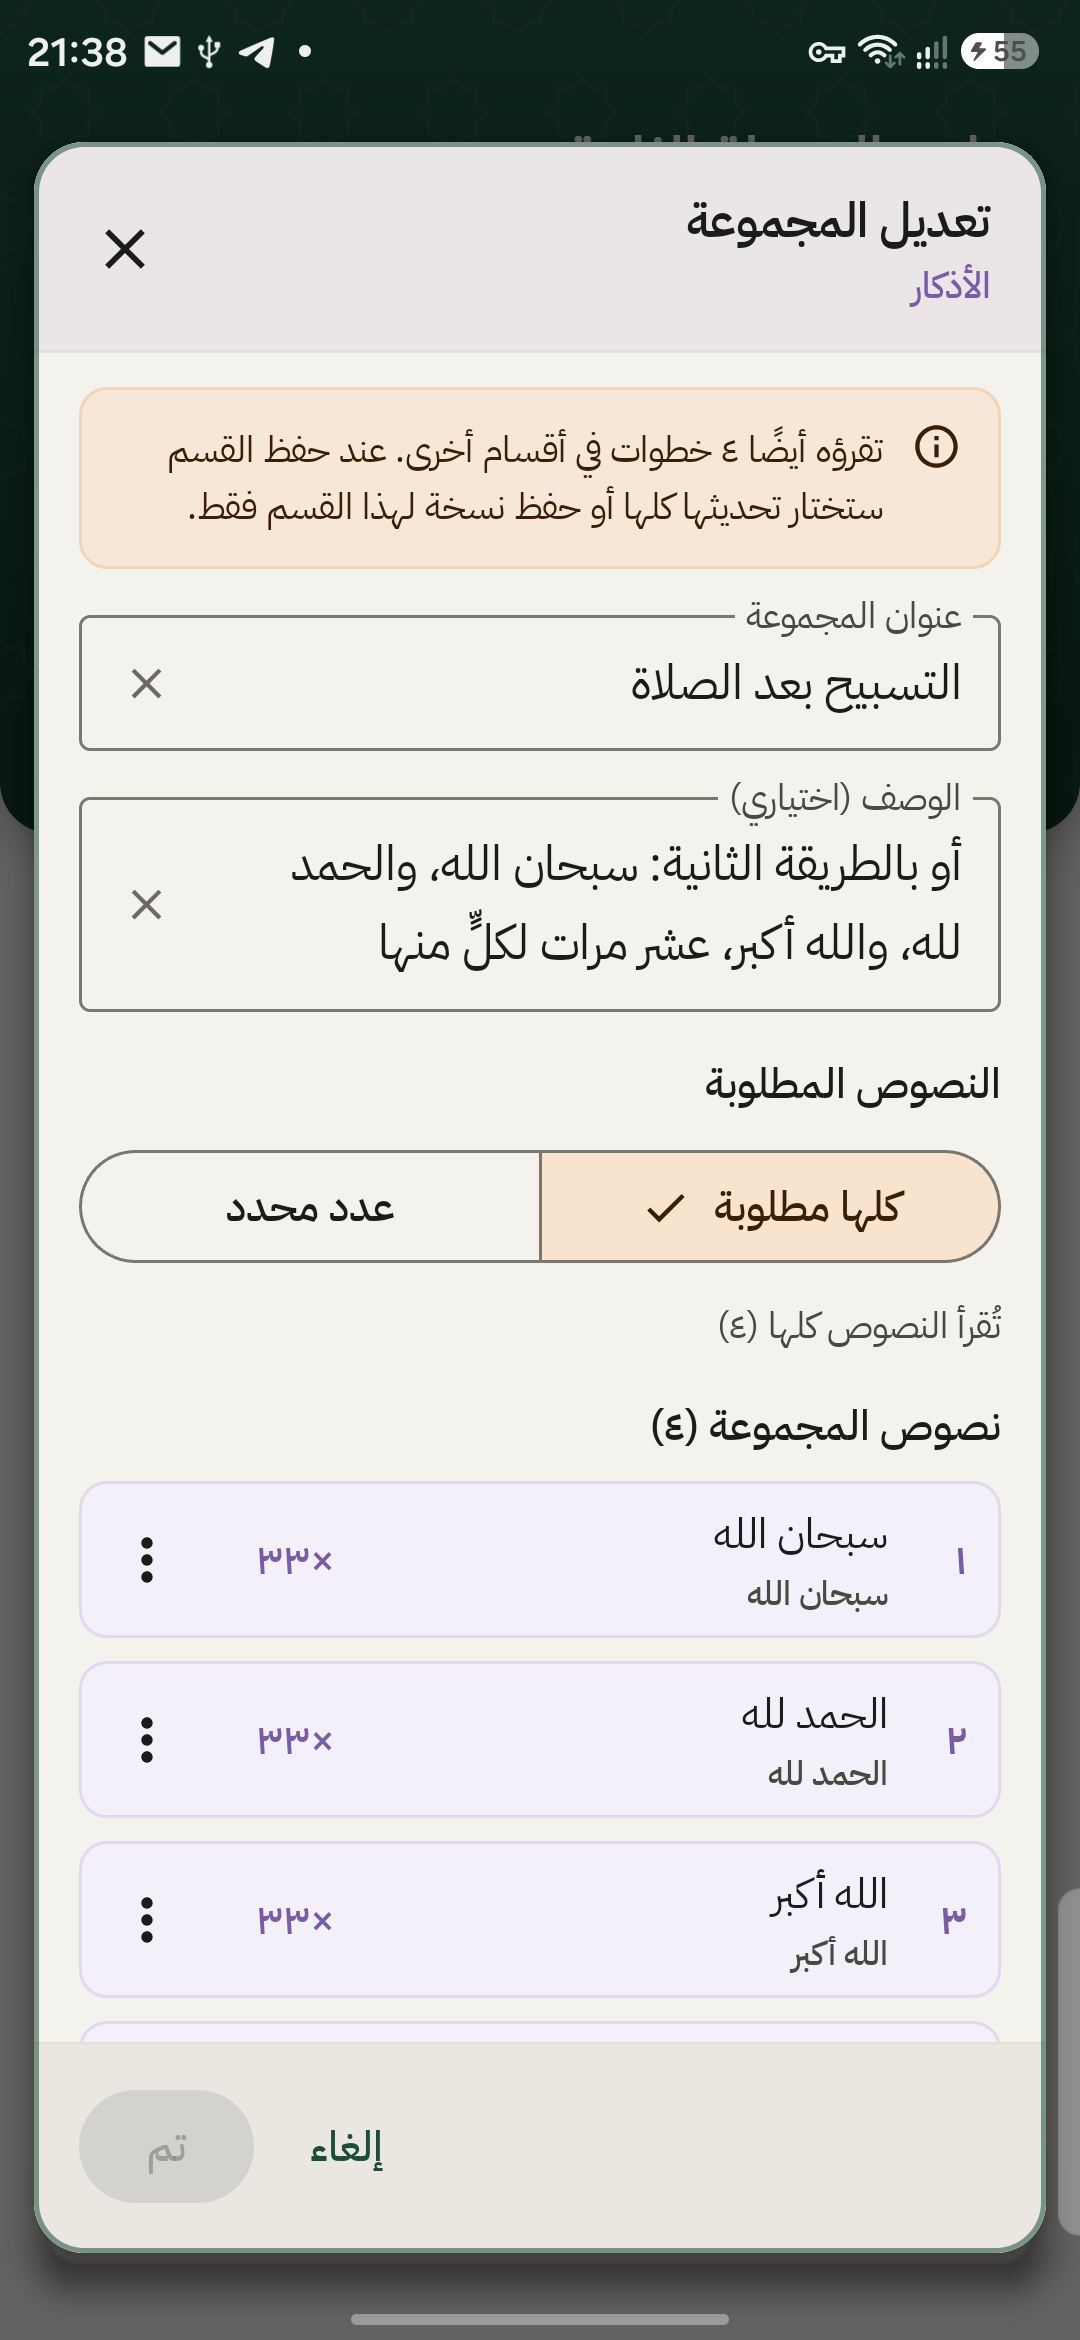 21:38
55
تعديل المجموعة
الأذكار
تقرؤه أيضًا ٤ خطوات في أقسام أخرى. عند حفظ القسم
ستختار تحديثها كلها أو حفظ نسخة لهذا القسم فقط.
عنوان المجموعة
التسبيح بعد الصلاة
الوصف (اختياري)
أو بالطريقة الثانية: سبحان الله، والحمد
لله، والله أكبر، عشر مرات لكلٍّ منها
النصوص المطلوبة
كلها مطلوبة
عدد محدد
تُقرأ النصوص كلها (٤)
نصوص المجموعة (٤)
١
سبحان الله
×٣٣
سبحان الله
٢
الحمد لله
×٣٣
الحمد لله
٣
الله أكبر
×٣٣
الله أكبر
إلغاء
تم